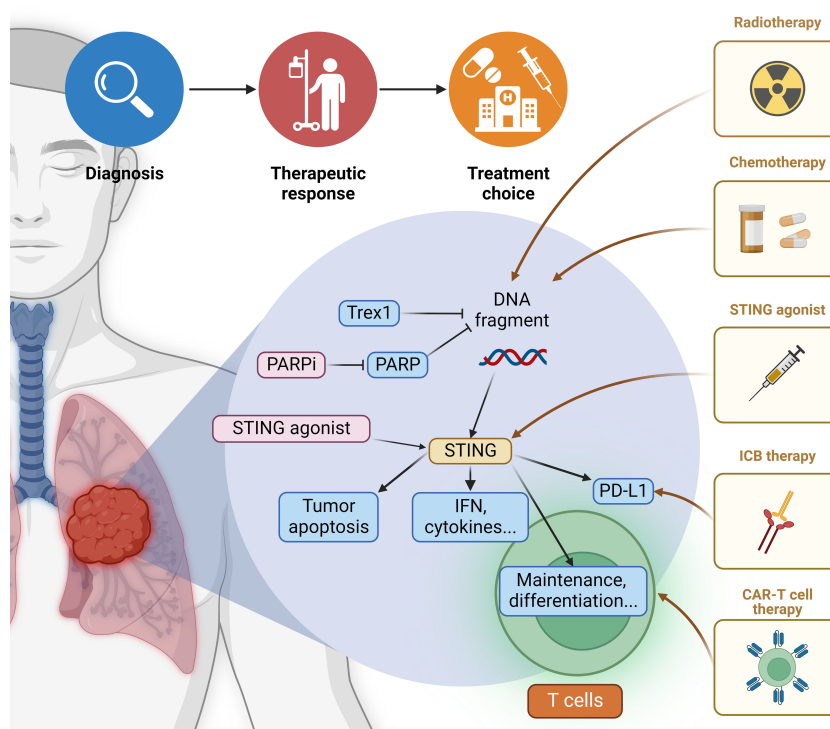 Radiotherapy
Diagnosis
Therapeutic
response
Treatment
choice
Chemotherapy
DNA
fragment
Trex1
PARPi
PARP
STING agonist
STING agonist
STING
Tumor
apoptosis
IFN,
cytokines...
PD-L1
ICB therapy
Maintenance,
differentiation...
CAR-T cell
therapy
T cells
H